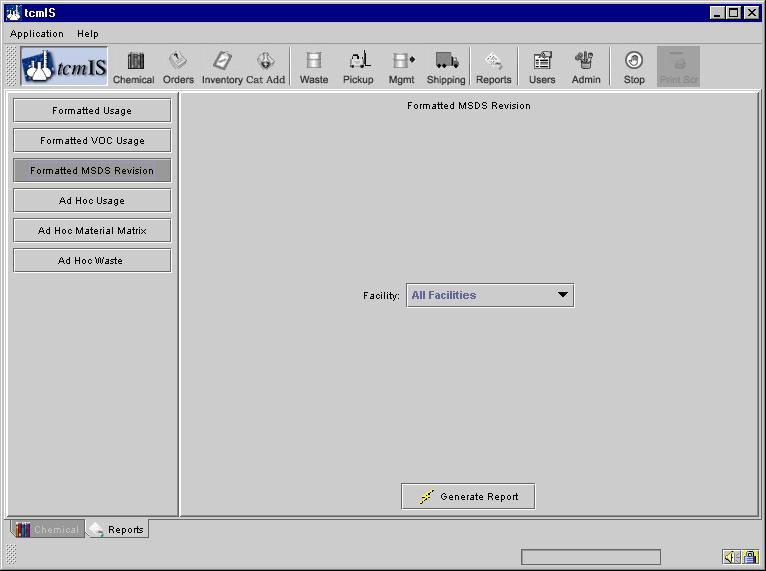 tcmIS
Application Help
tcmIS
Chemical Orders Inventory Cat Add Waste Pickup Mgmt Shipping Reports Users Admin Stop Print Scr
Formatted Usage
Formatted VOC Usage
Formatted MSDS Revision
Ad Hoc Usage
Ad Hoc Material Matrix
Ad Hoc Waste
Formatted MSDS Revision
Facility: All Facilities
Generate Report
Chemical Reports